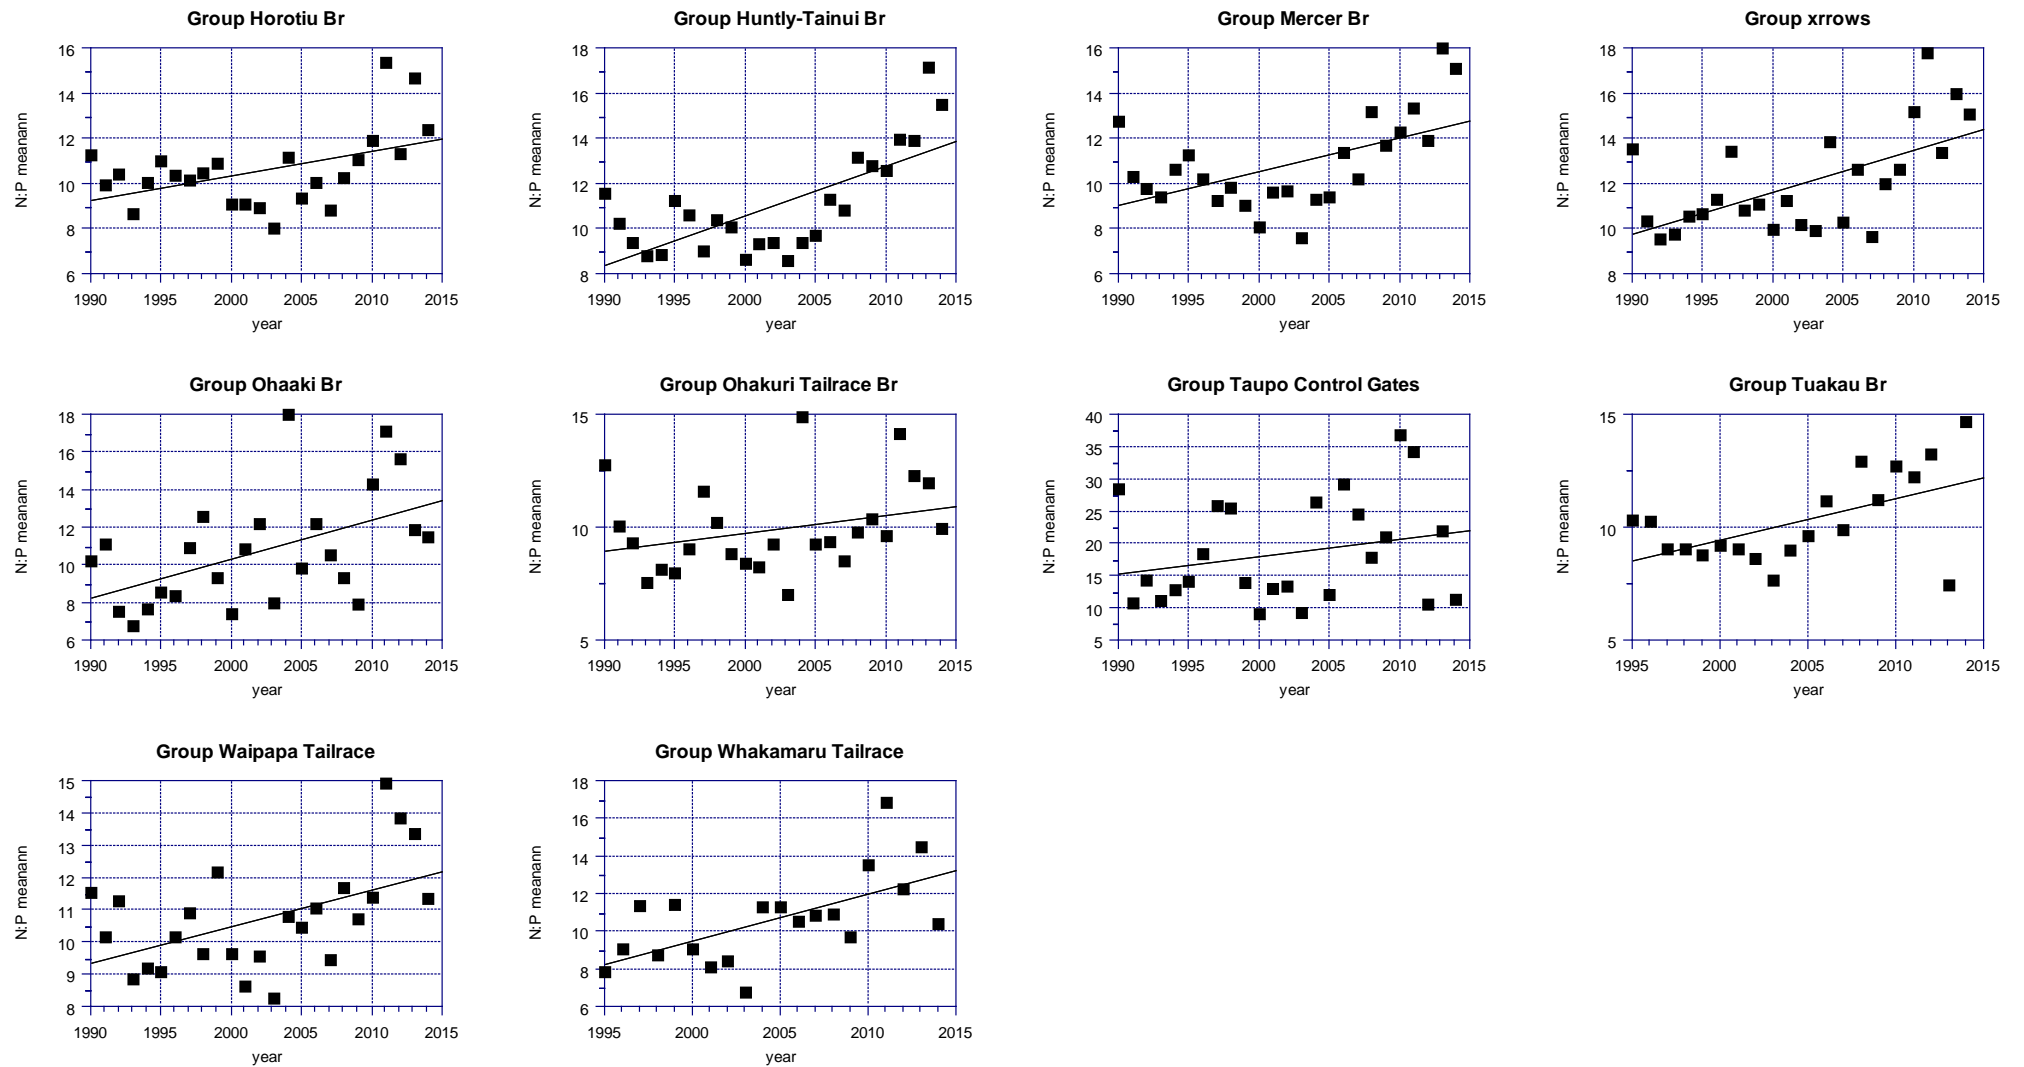 Group Horotiu Br
16
14
12
10
8
6
N:P meanann
1990 1995 2000 2005 2010 2015
year
Group Huntly-Tainui Br
18
16
14
12
10
8
N:P meanann
1990 1995 2000 2005 2010 2015
year
Group Mercer Br
16
14
12
10
8
6
N:P meanann
1990 1995 2000 2005 2010 2015
year
Group xrrows
18
16
14
12
10
8
N:P meanann
1990 1995 2000 2005 2010 2015
year
Group Ohaaki Br
18
16
14
12
10
8
6
N:P meanann
1990 1995 2000 2005 2010 2015
year
Group Ohakuri Tailrace Br
15
10
5
N:P meanann
1990 1995 2000 2005 2010 2015
year
Group Taupo Control Gates
40
35
30
25
20
15
10
5
N:P meanann
1990 1995 2000 2005 2010 2015
year
Group Tuakau Br
15
10
5
N:P meanann
1995 2000 2005 2010 2015
year
Group Waipapa Tailrace
15
14
13
12
11
10
9
8
N:P meanann
1990 1995 2000 2005 2010 2015
year
Group Whakamaru Tailrace
18
16
14
12
10
8
6
N:P meanann
1995 2000 2005 2010 2015
year